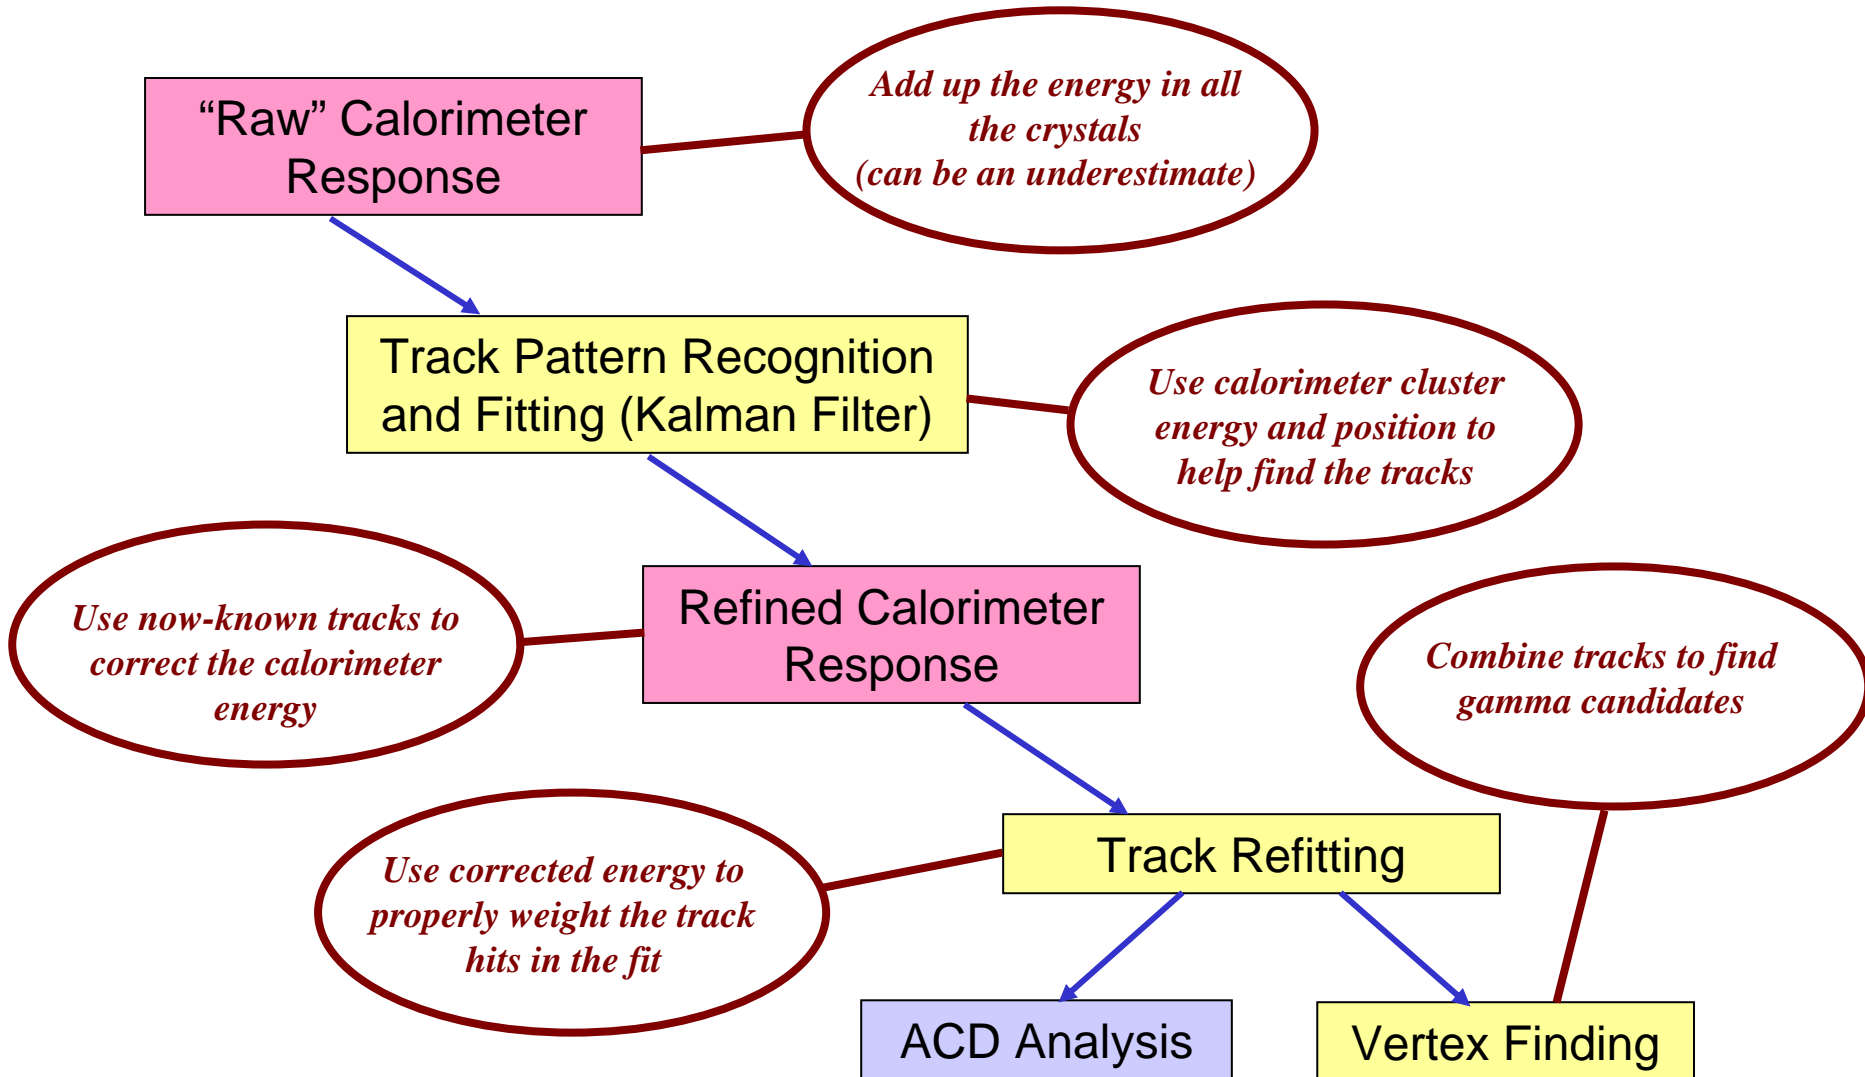 “Raw” Calorimeter
Response
Add up the energy in all
the crystals
(can be an underestimate)
Track Pattern Recognition
and Fitting (Kalman Filter)
Use calorimeter cluster
energy and position to
help find the tracks
Use now-known tracks to
correct the calorimeter
energy
Refined Calorimeter
Response
Combine tracks to find
gamma candidates
Use corrected energy to
properly weight the track
hits in the fit
Track Refitting
ACD Analysis
Vertex Finding